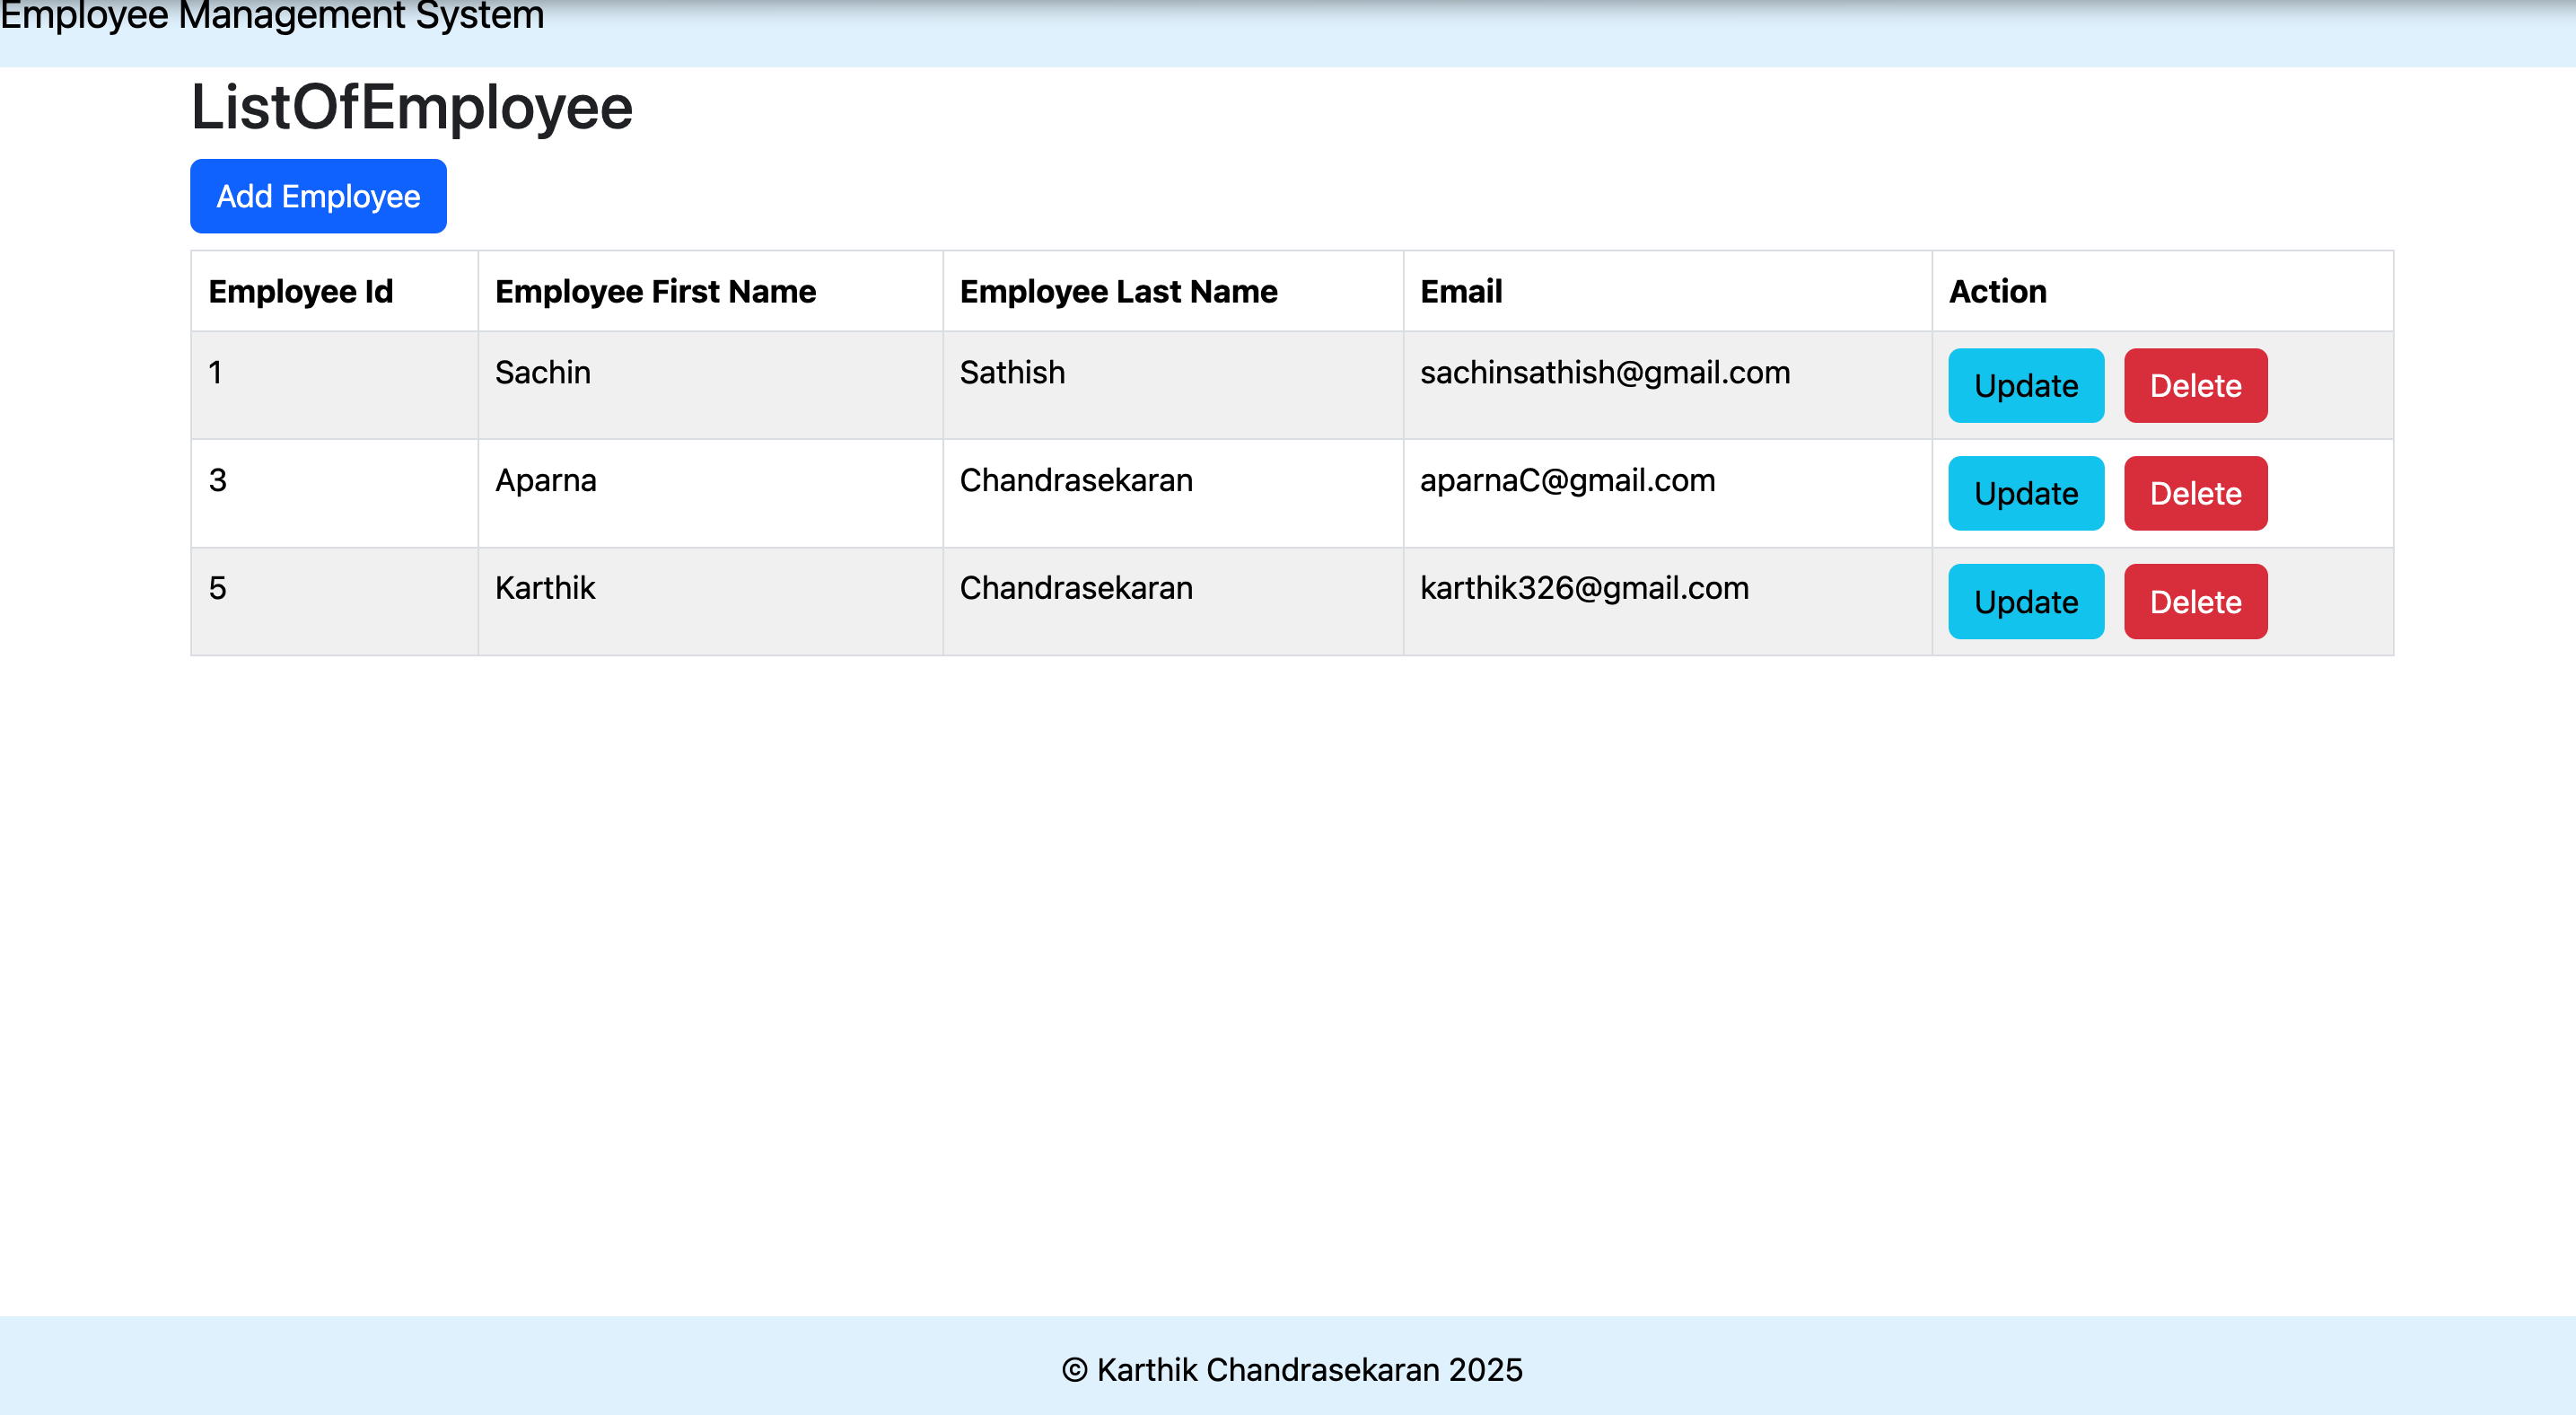 Employee Management System
ListOfEmployee
Add Employee
Employee Id Employee First Name Employee Last Name Email Action
1 Sachin Sathish sachinsathish@gmail.com Update Delete
3 Aparna Chandrasekaran aparnaC@gmail.com Update Delete
5 Karthik Chandrasekaran karthik326@gmail.com Update Delete
© Karthik Chandrasekaran 2025